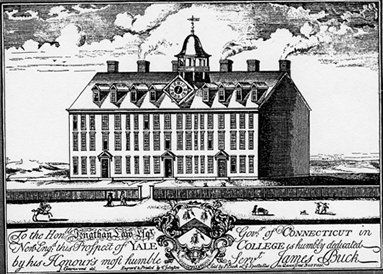 To the Honble. Jonathan Law Esqr. Govr. of CONNECTICUT in
New Engd. this Prospect of YALE COLLEGE is humbly dedicated
by his Honour's most humble Servt. James Buck